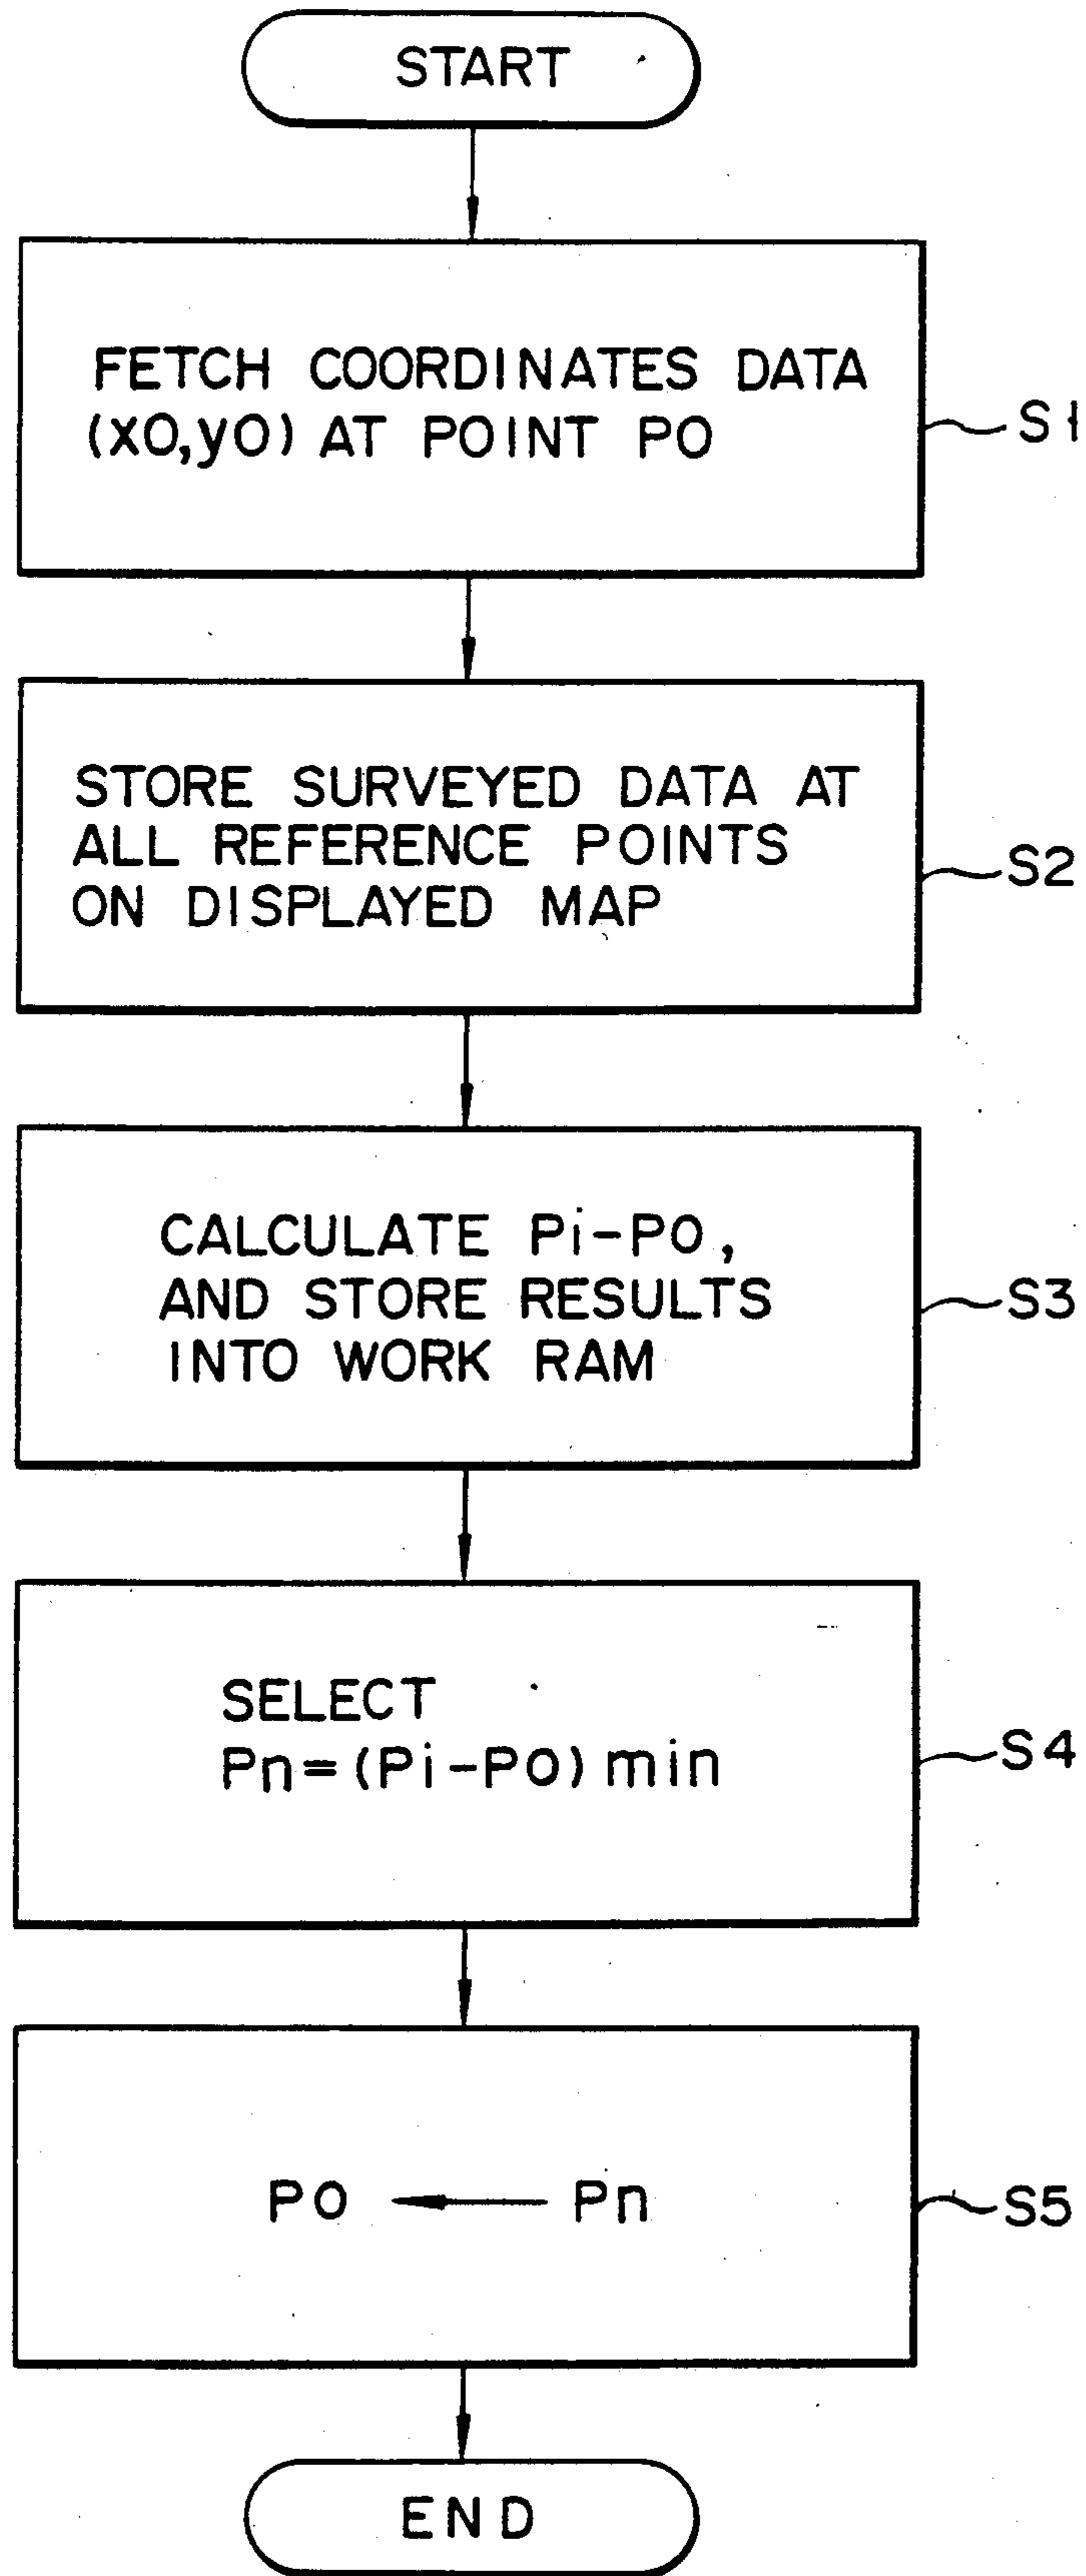 START
FETCH COORDINATES DATA
(x0,y0) AT POINT P0
S1
STORE SURVEYED DATA AT
ALL REFERENCE POINTS
ON DISPLAYED MAP
S2
CALCULATE Pi-P0,
AND STORE RESULTS
INTO WORK RAM
S3
SELECT
Pn=(Pi-P0)min
S4
P0 ← Pn
S5
END